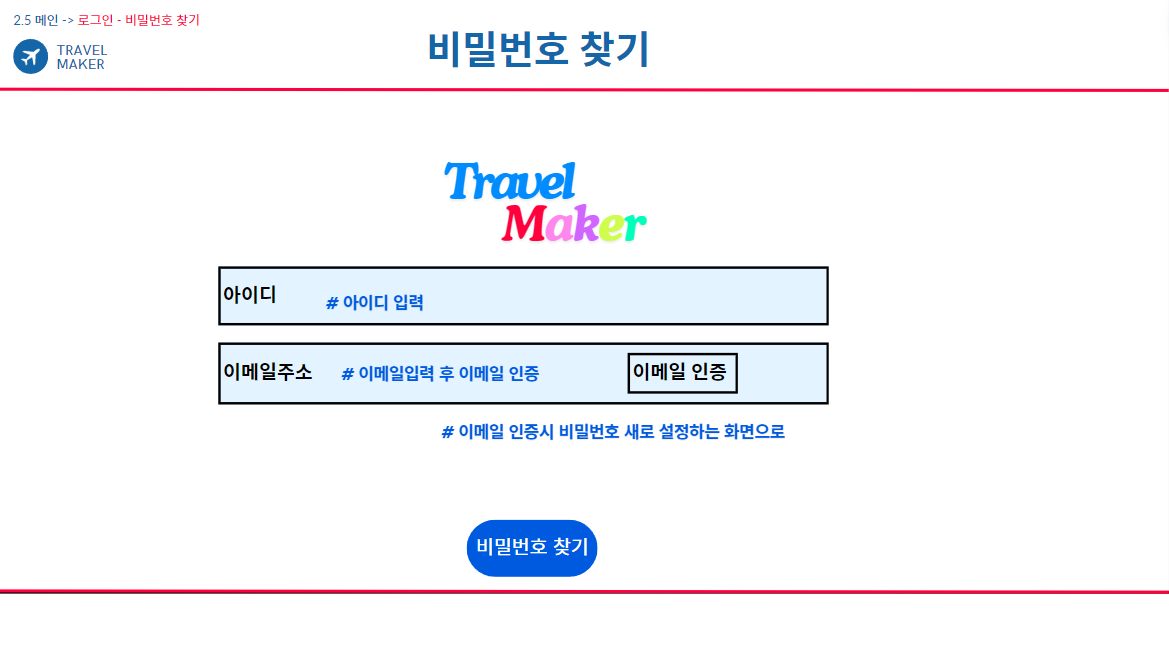 2.5 메인 -> 로그인 - 비밀번호 찾기
TRAVEL
MAKER
비밀번호 찾기
Travel
Maker
아이디
# 아이디 입력
이메일주소
# 이메일입력 후 이메일 인증
이메일 인증
# 이메일 인증시 비밀번호 새로 설정하는 화면으로
비밀번호 찾기